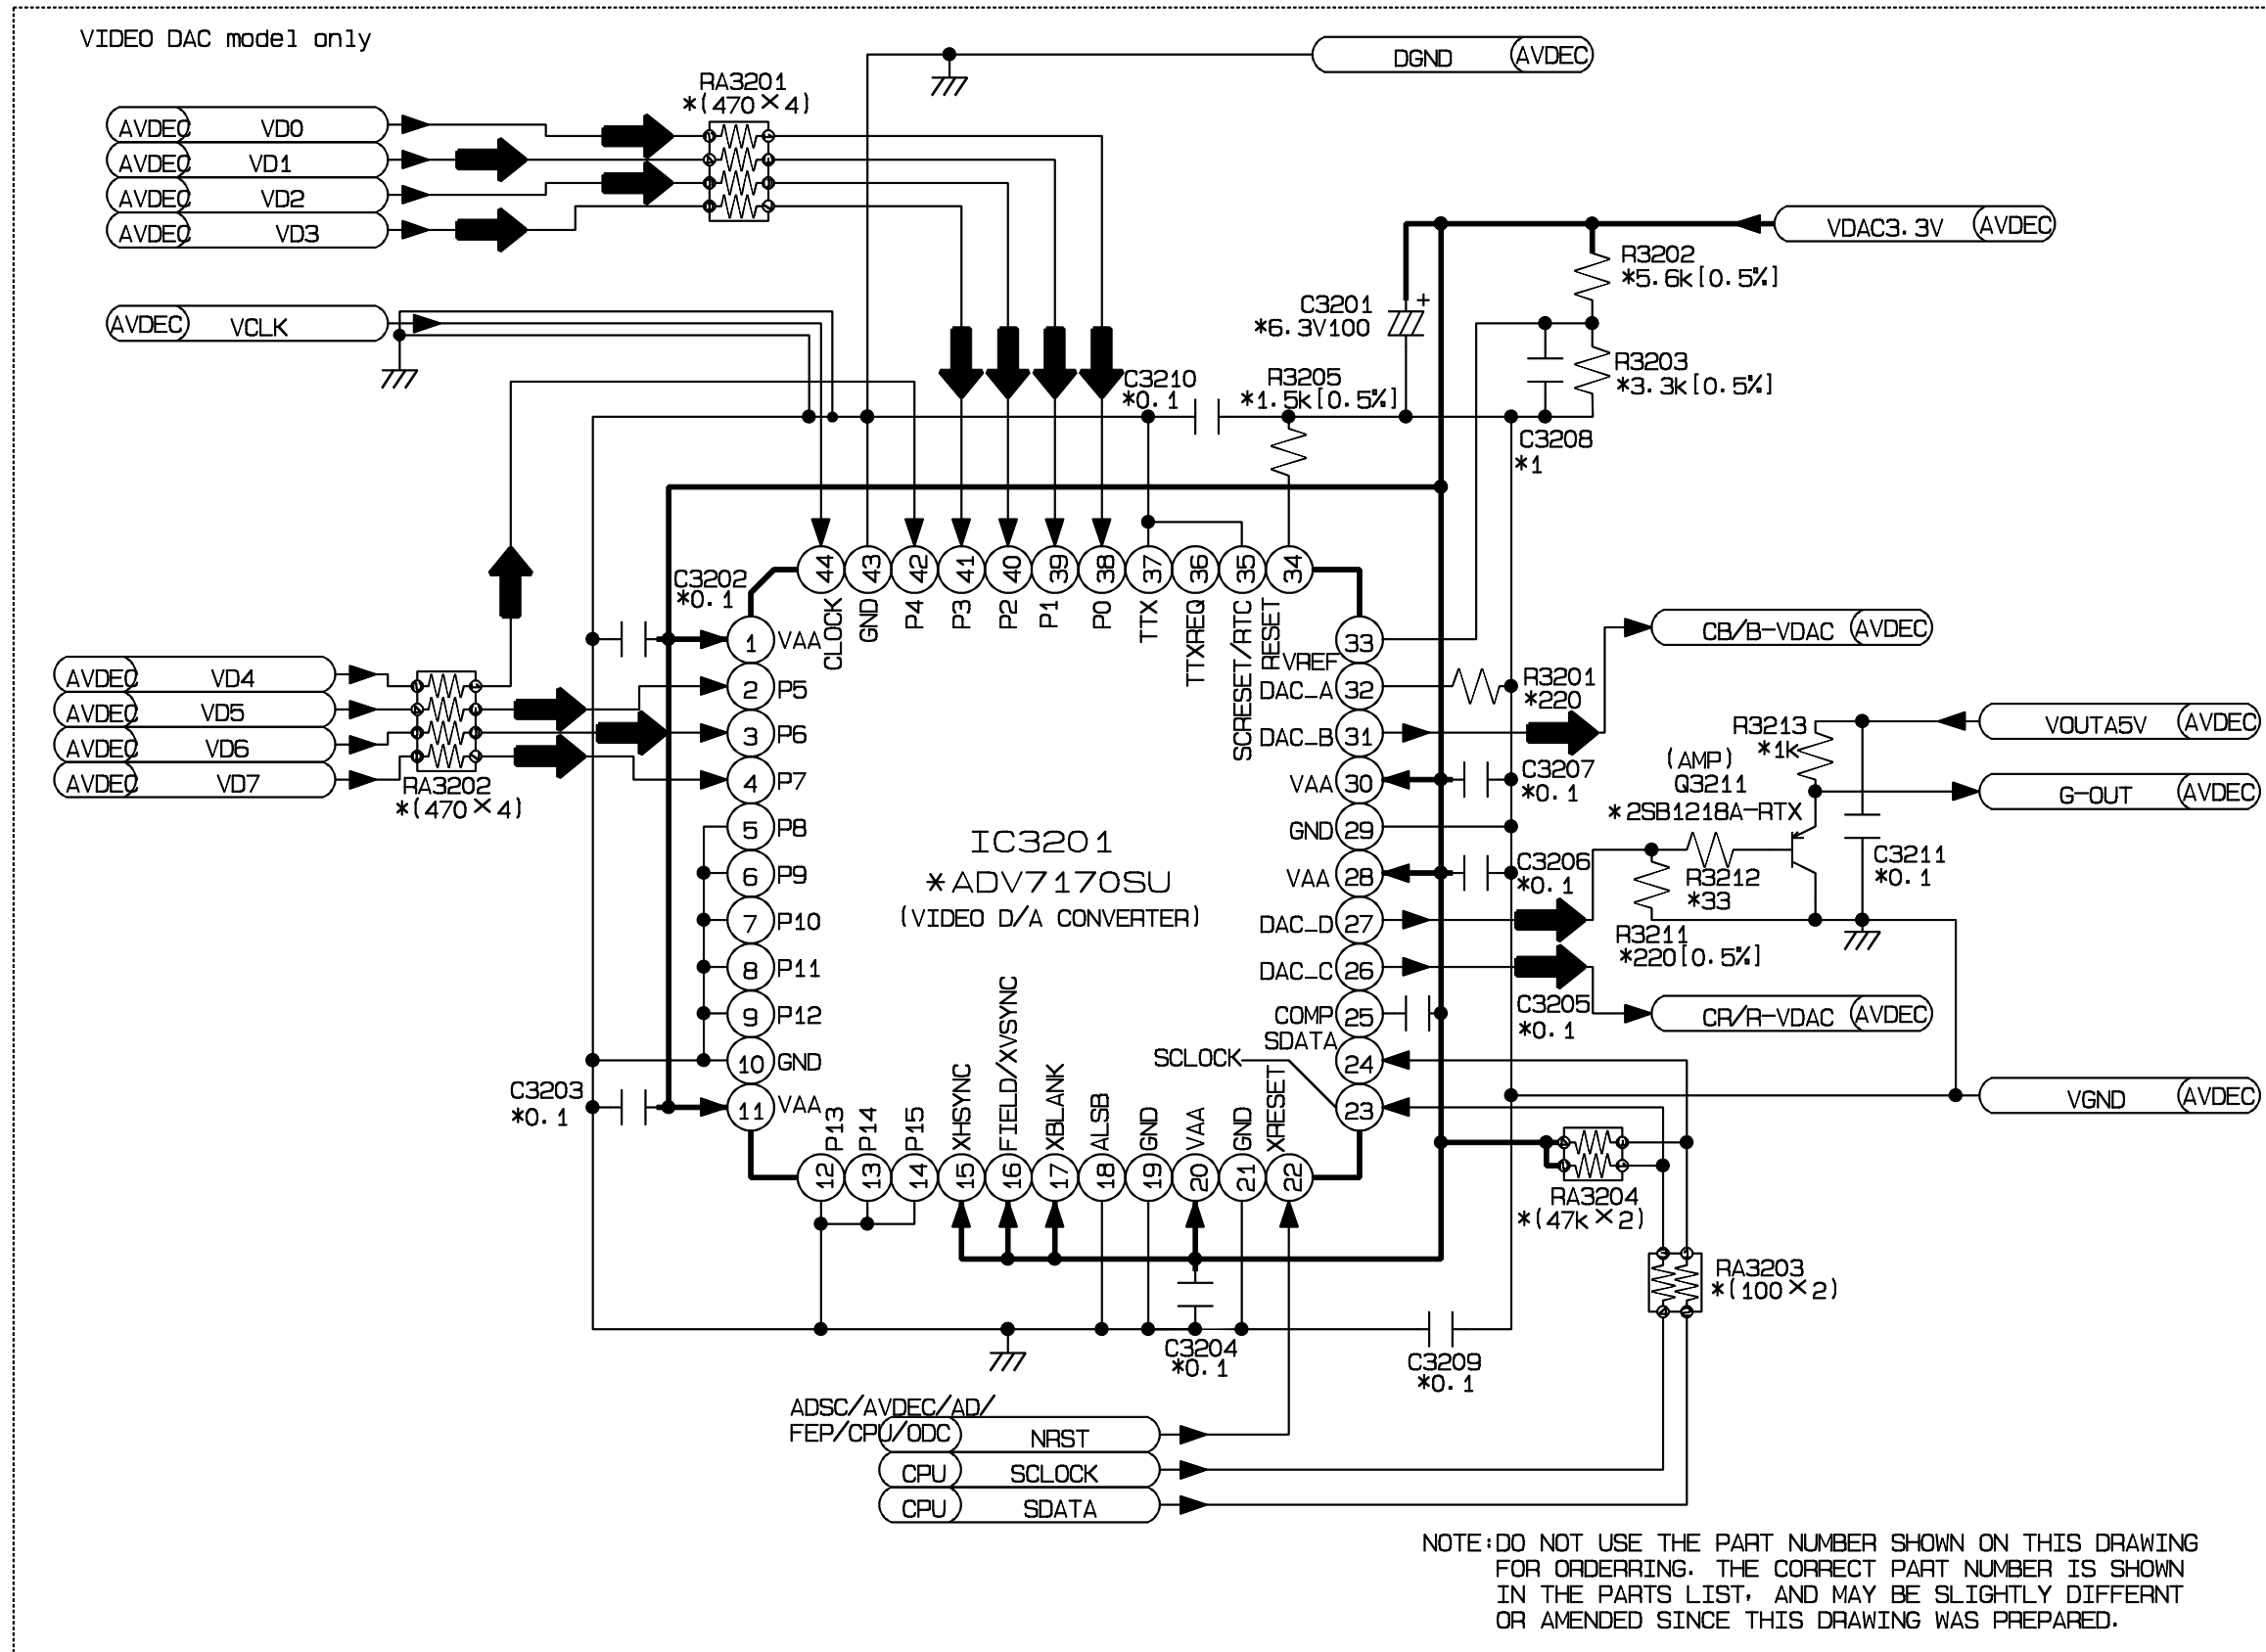 VIDEO DAC model only
DGND AVDEC
RA3201
*(470×4)
AVDEC VD0
AVDEC VD1
AVDEC VD2
AVDEC VD3
VDAC3.3V AVDEC
R3202
*5.6k[0.5%]
C3201
+
*6.3V100
AVDEC VCLK
R3203
*3.3k[0.5%]
C3210
*0.1
R3205
*1.5k[0.5%]
C3208
*1
C3202
*0.1
44 43 42 41 40 39 38 37 36 35 34
CLOCK
GND
P4
P3
P2
P1
P0
TTX
TTXREQ
SCRESET/RTC
RESET
1 VAA
2 P5
3 P6
4 P7
5 P8
6 P9
7 P10
8 P11
9 P12
10 GND
11 VAA
VREF 33
DAC_A 32
DAC_B 31
VAA 30
GND 29
VAA 28
DAC_D 27
DAC_C 26
COMP 25
SDATA 24
SCLOCK 23
CB/B-VDAC AVDEC
R3201
*220
AVDEC VD4
AVDEC VD5
AVDEC VD6
AVDEC VD7
RA3202
*(470×4)
VOUTA5V AVDEC
R3213
*1k
(AMP)
Q3211
*2SB1218A-RTX
G-OUT AVDEC
C3207
*0.1
IC3201
*ADV7170SU
(VIDEO D/A CONVERTER)
C3206
*0.1
R3212
*33
C3211
*0.1
R3211
*220[0.5%]
C3205
*0.1
CR/R-VDAC AVDEC
C3203
*0.1
VGND AVDEC
P13
P14
P15
XHSYNC
FIELD/XVSYNC
XBLANK
ALSB
GND
VAA
GND
XRESET
12 13 14 15 16 17 18 19 20 21 22
RA3204
*(47k×2)
RA3203
*(100×2)
C3204
*0.1
C3209
*0.1
ADSC/AVDEC/AD/
FEP/CPU/ODC NRST
CPU SCLOCK
CPU SDATA
NOTE:DO NOT USE THE PART NUMBER SHOWN ON THIS DRAWING
FOR ORDERRING. THE CORRECT PART NUMBER IS SHOWN
IN THE PARTS LIST, AND MAY BE SLIGHTLY DIFFERNT
OR AMENDED SINCE THIS DRAWING WAS PREPARED.